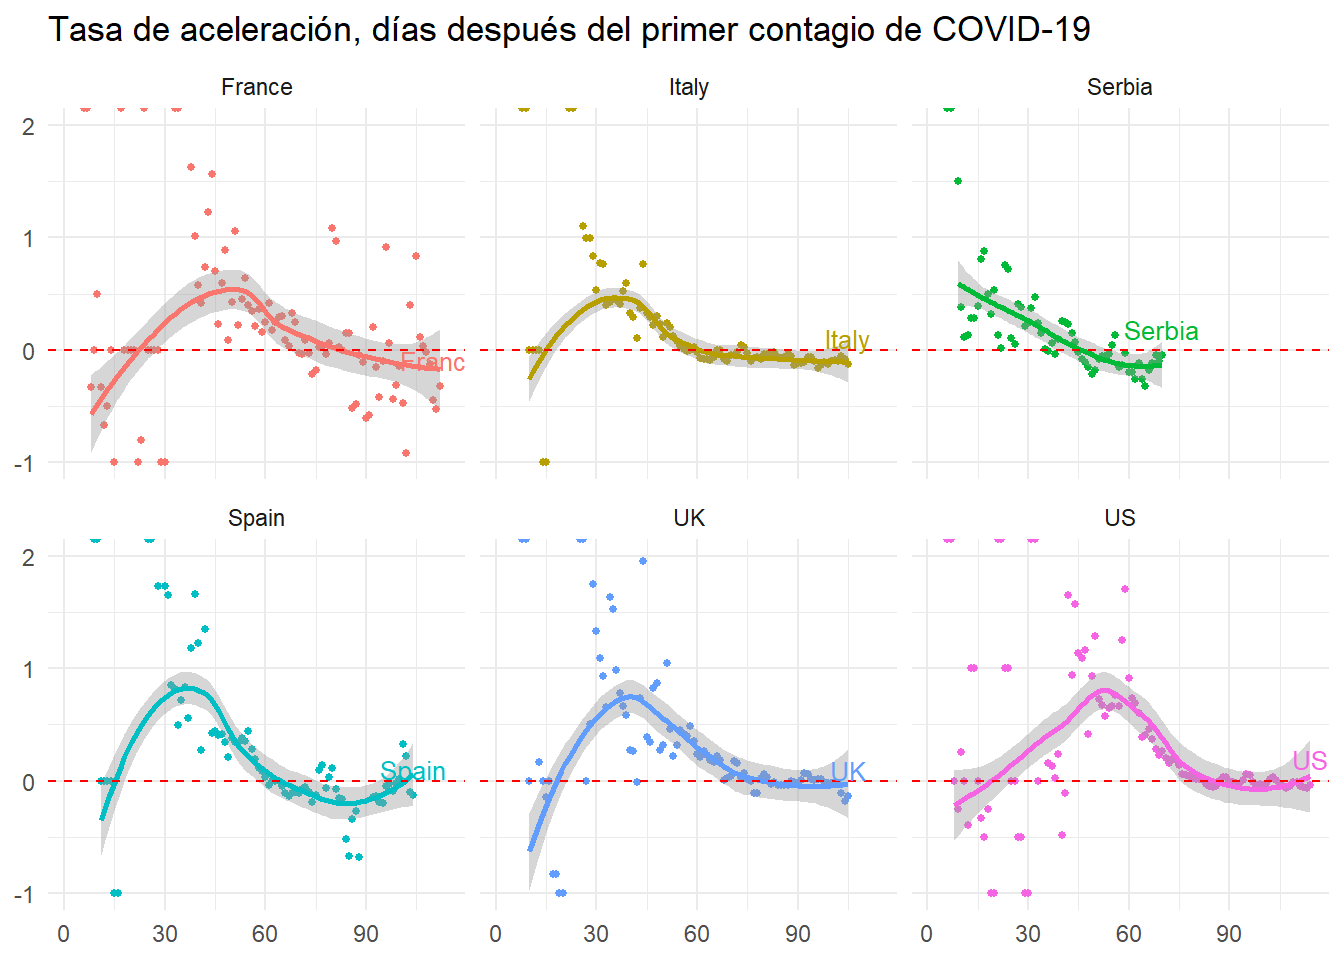 Tasa de aceleración, días después del primer contagio de COVID-19
France
Italy
Serbia
2
1
0
-1
Franc
Italy
Serbia
Spain
UK
US
2
1
0
-1
Spain
UK
US
0
30
60
90
0
30
60
90
0
30
60
90